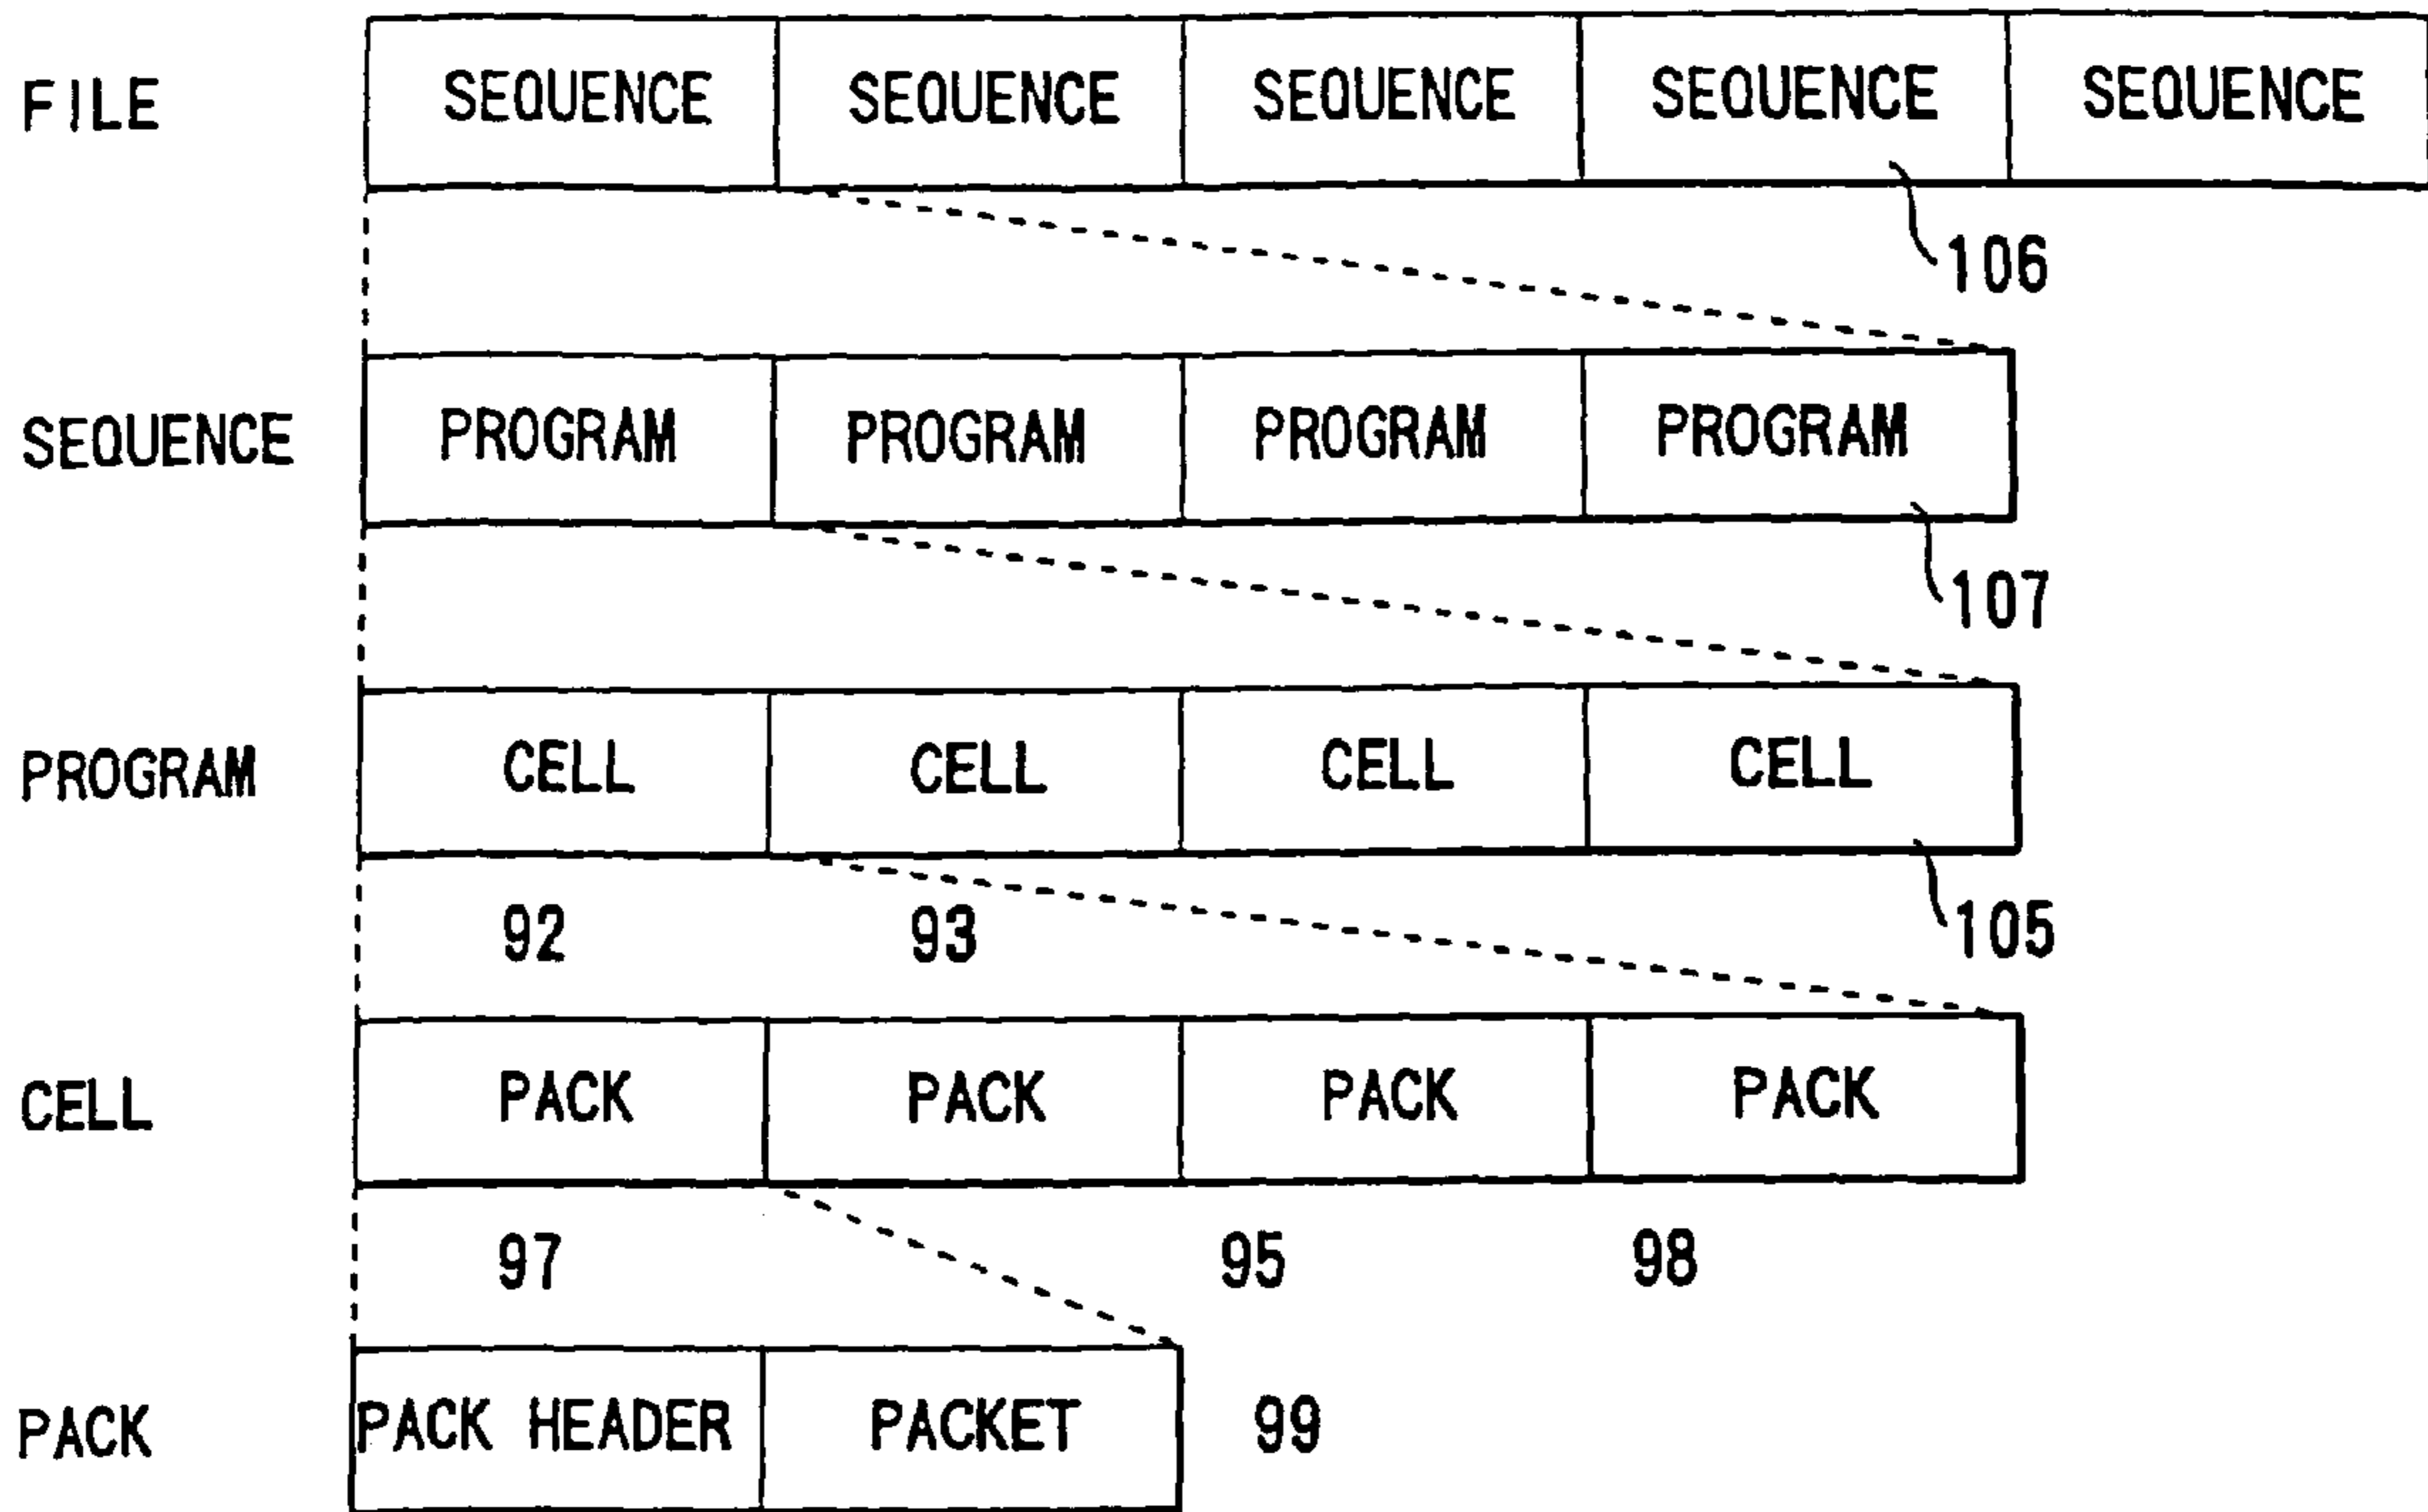 FILE SEQUENCE SEQUENCE SEQUENCE SEQUENCE SEQUENCE
106
SEQUENCE PROGRAM PROGRAM PROGRAM PROGRAM
107
PROGRAM CELL CELL CELL CELL
92 93 105
CELL PACK PACK PACK PACK
97 95 98
PACK PACK HEADER PACKET 99